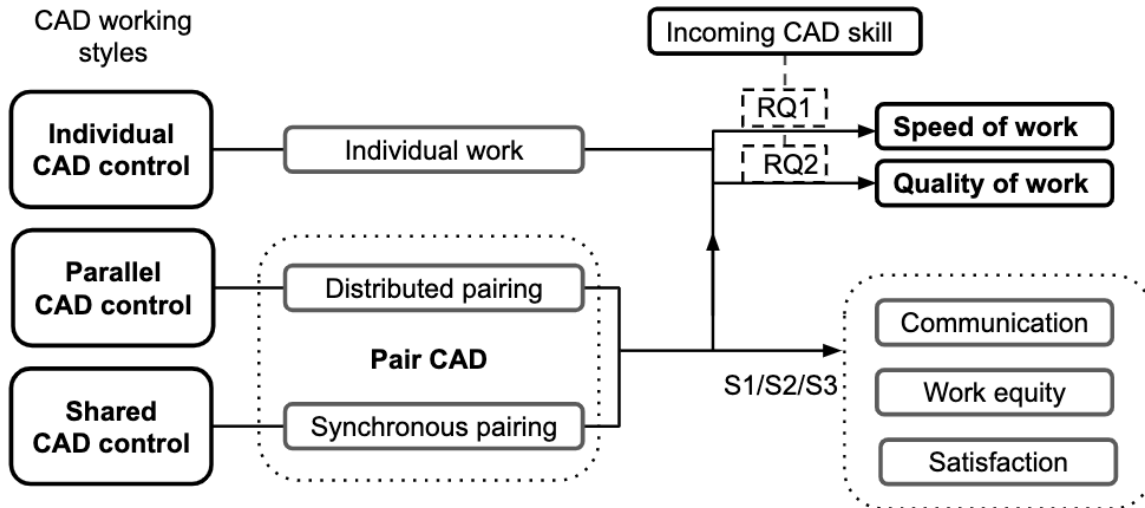 CAD working
styles
Incoming CAD skill
Individual
CAD control
Individual work
RQ1
RQ2
Speed of work
Quality of work
Parallel
CAD control
Distributed pairing
Pair CAD
Shared
CAD control
Synchronous pairing
S1/S2/S3
Communication
Work equity
Satisfaction